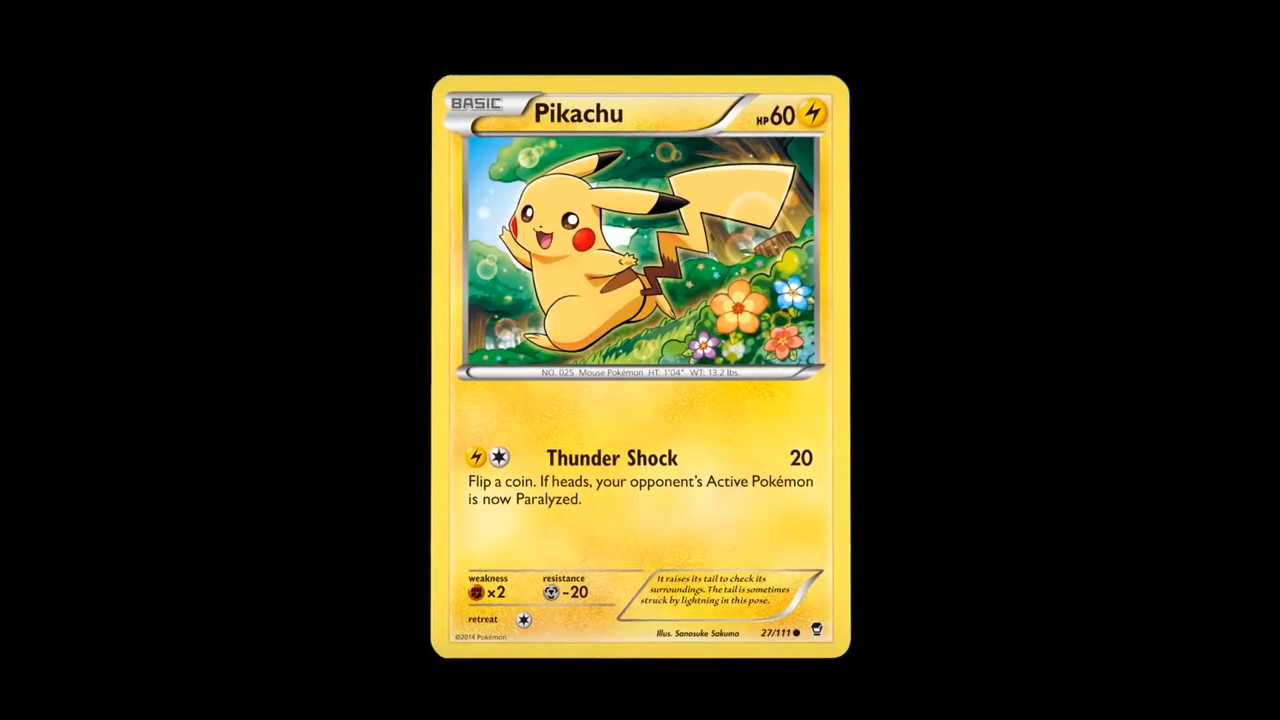 BASIC
Pikachu
HP60
NO. 025 Mouse Pokémon HT: 1'04" WT: 13.2 lbs.
Thunder Shock 20
Flip a coin. If heads, your opponent's Active Pokémon
is now Paralyzed.
weakness resistance
×2 -20
retreat
It raises its tail to check its
surroundings. The tail is sometimes
struck by lightning in this pose.
©2014 Pokémon
Illus. Sanosuke Sakuma
27/111